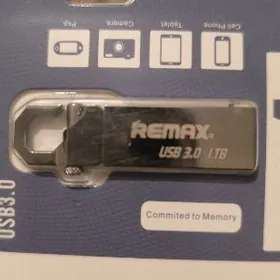 PsP
Camera
Tablet
Cell Phone
REMAX
USB 3.0 1TB
USB3.0
Commited to Memory